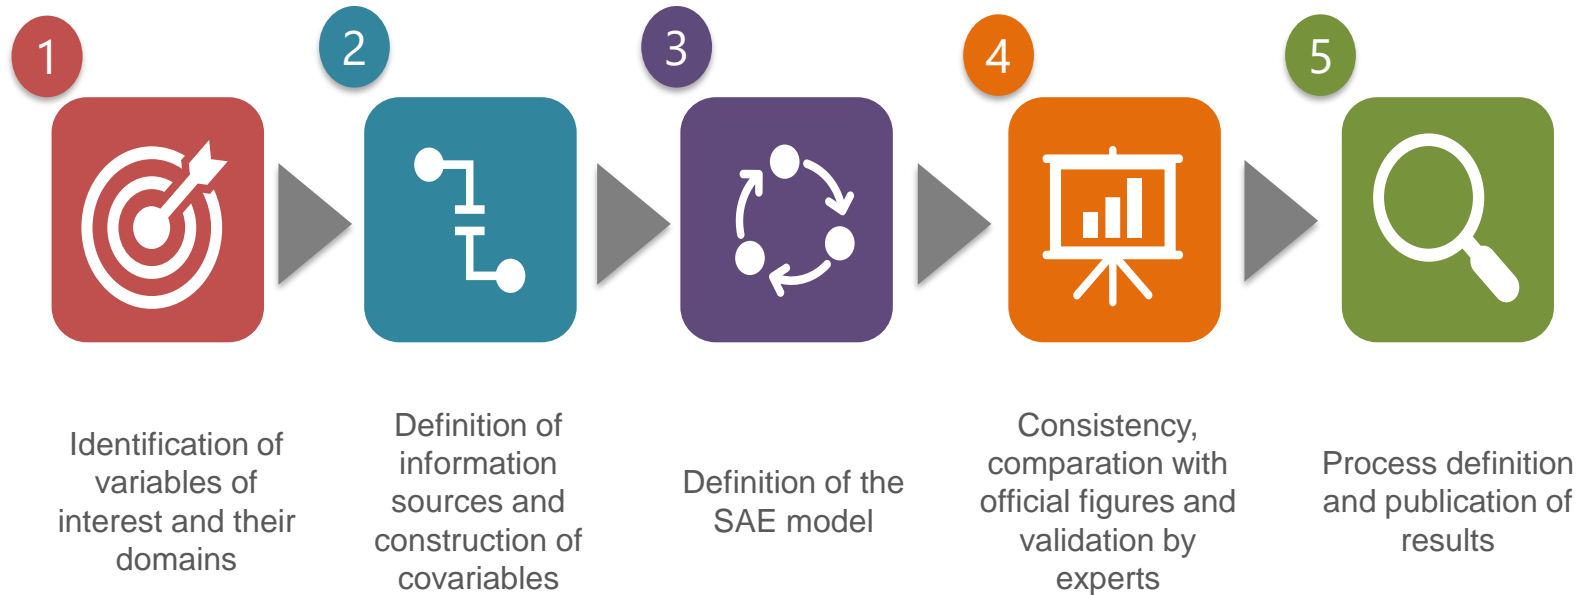 1
2
3
4
5
Identification of
variables of
interest and their
domains
Definition of
information
sources and
construction of
covariables
Definition of the
SAE model
Consistency,
comparation with
official figures and
validation by
experts
Process definition
and publication of
results